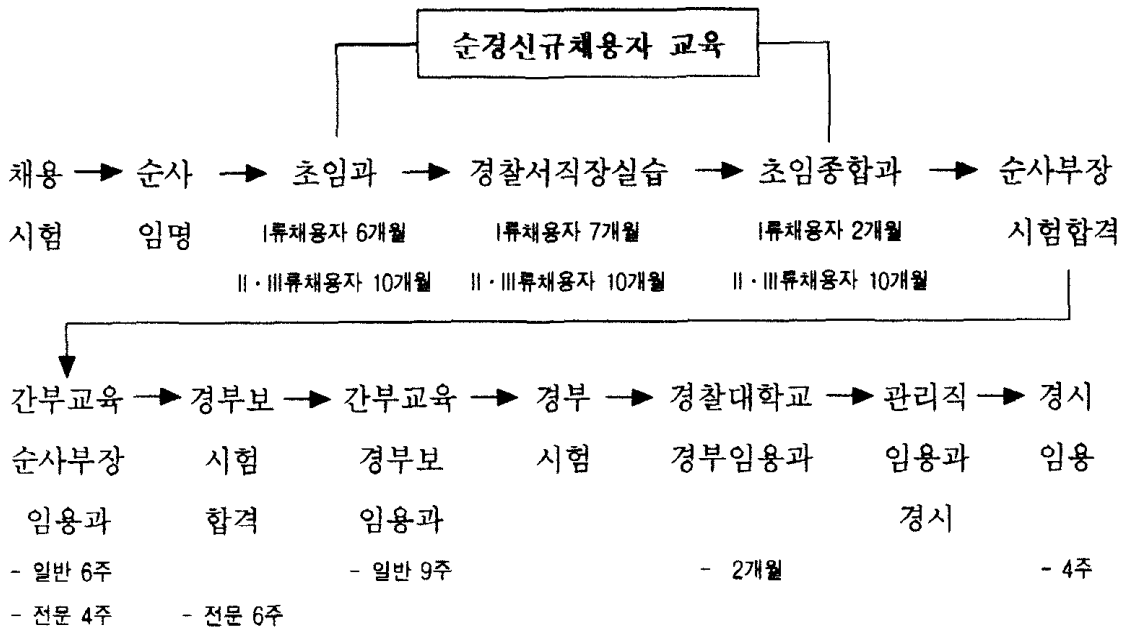 순경신규채용자 교육
채용 → 순사 → 초임과 → 경찰서직장실습 → 초임종합과 → 순사부장
시험 임명 I류채용자 6개월 I류채용자 7개월 I류채용자 2개월 시험합격
II·III류채용자 10개월 II·III류채용자 10개월 II·III류채용자 10개월
간부교육 → 경부보 → 간부교육 → 경부 → 경찰대학교 → 관리직 → 경시
순사부장 시험 경부보 시험 경부임용과 임용과 임용
임용과 합격 임용과 경시
- 일반 6주 - 일반 9주 - 2개월 - 4주
- 전문 4주 - 전문 6주